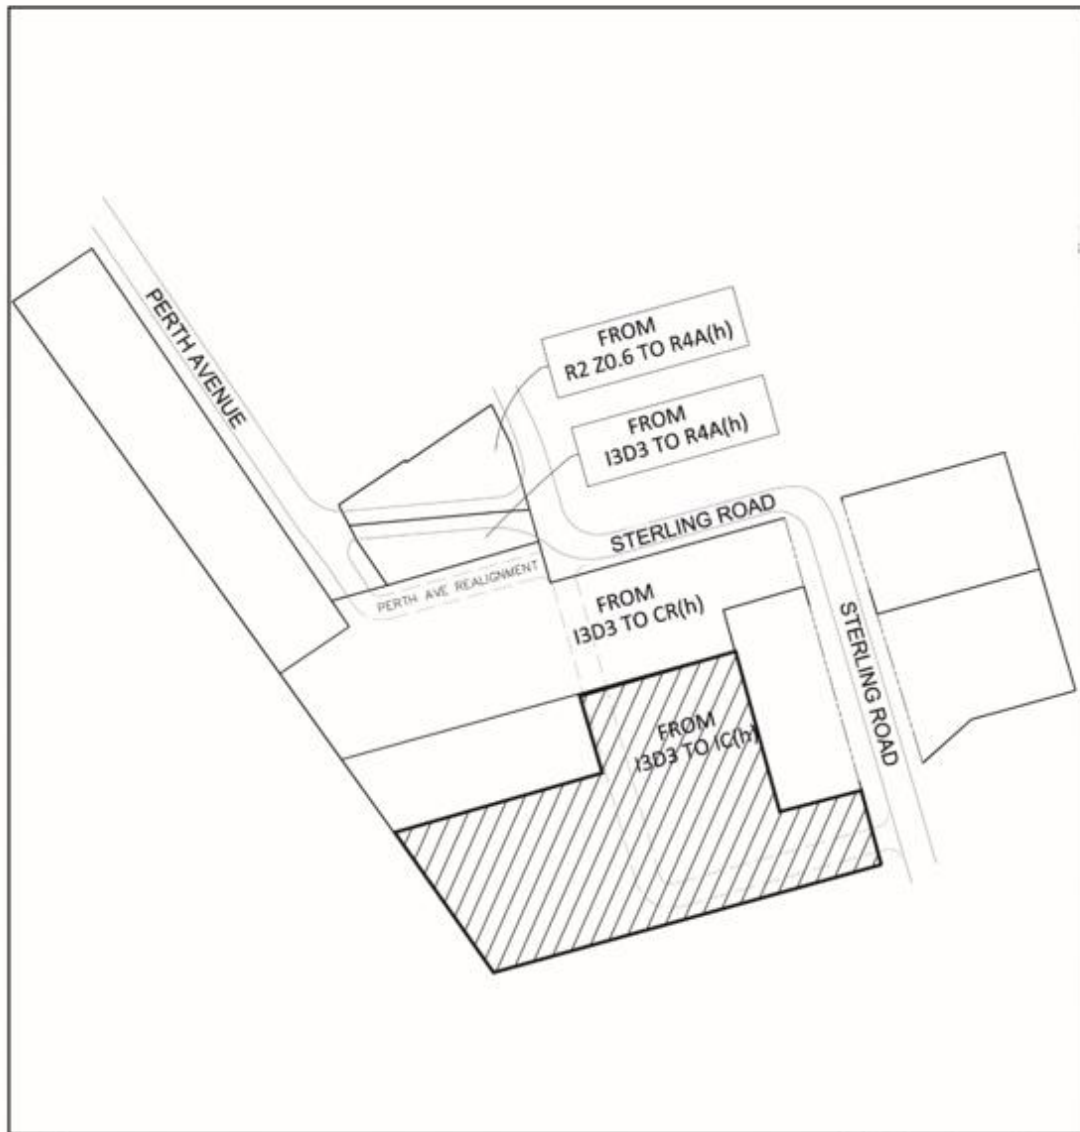 PERTH AVENUE
FROM
R2 Z0.6 TO R4A(h)
FROM
I3D3 TO R4A(h)
STERLING ROAD
PERTH AVE REALIGNMENT
FROM
I3D3 TO CR(h)
STERLING ROAD
FROM
I3D3 TO IC(h)